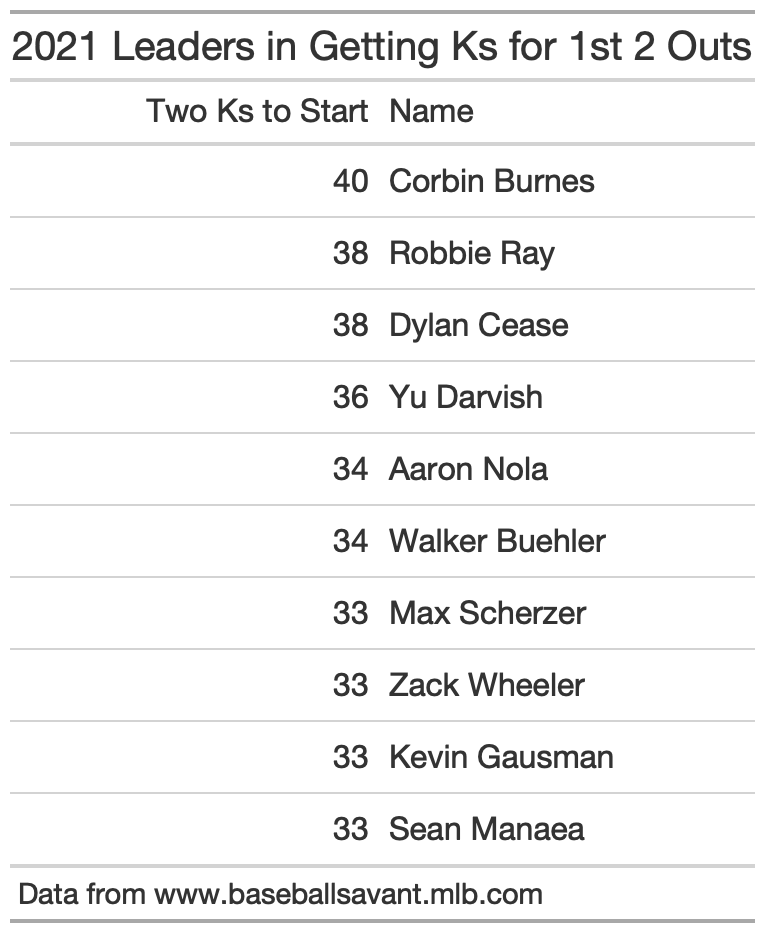 2021 Leaders in Getting Ks for 1st 2 Outs
Two Ks to Start Name
40 Corbin Burnes
38 Robbie Ray
38 Dylan Cease
36 Yu Darvish
34 Aaron Nola
34 Walker Buehler
33 Max Scherzer
33 Zack Wheeler
33 Kevin Gausman
33 Sean Manaea
Data from www.baseballsavant.mlb.com